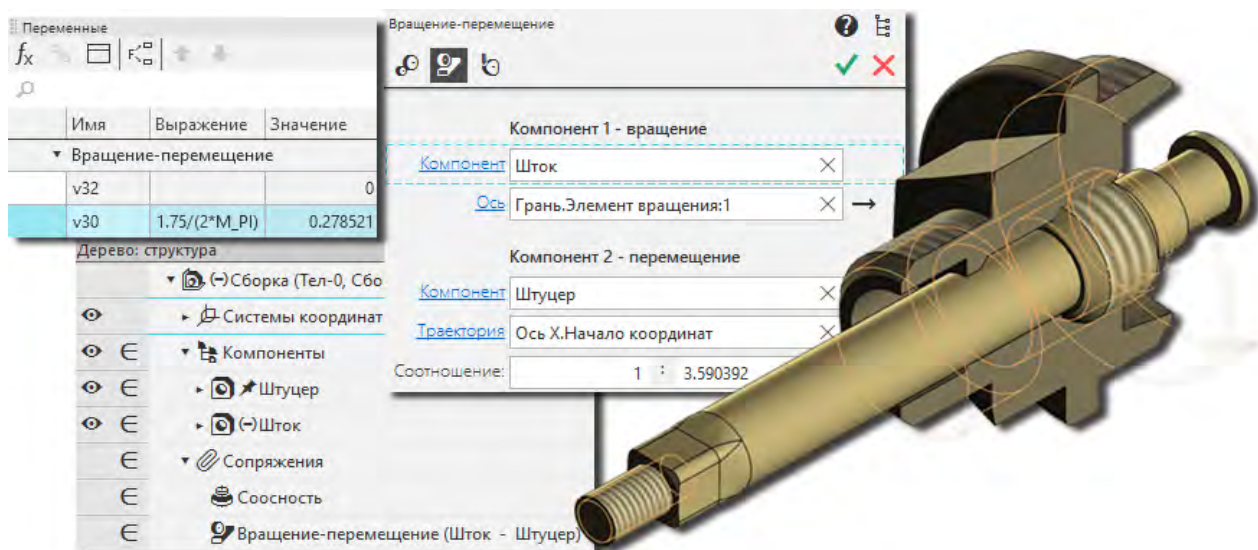 Переменные
fx
Имя Выражение Значение
Вращение-перемещение
v32 0
v30 1.75/(2*M_PI) 0.278521
Дерево: структура
(-)Сборка (Тел-0, Сбо
Системы координат
Компоненты
Штуцер
(-)Шток
Сопряжения
Соосность
Вращение-перемещение (Шток - Штуцер)
Вращение-перемещение
Компонент 1 - вращение
Компонент Шток
Ось Грань.Элемент вращения:1
Компонент 2 - перемещение
Компонент Штуцер
Траектория Ось X.Начало координат
Соотношение: 1 : 3.590392